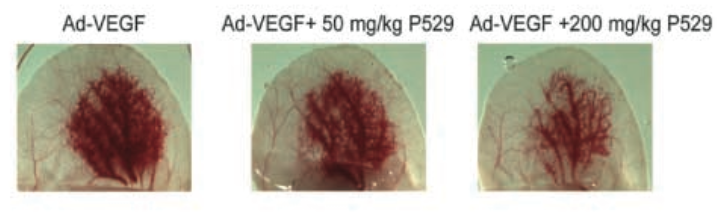 Ad-VEGF
Ad-VEGF+ 50 mg/kg P529
Ad-VEGF +200 mg/kg P529